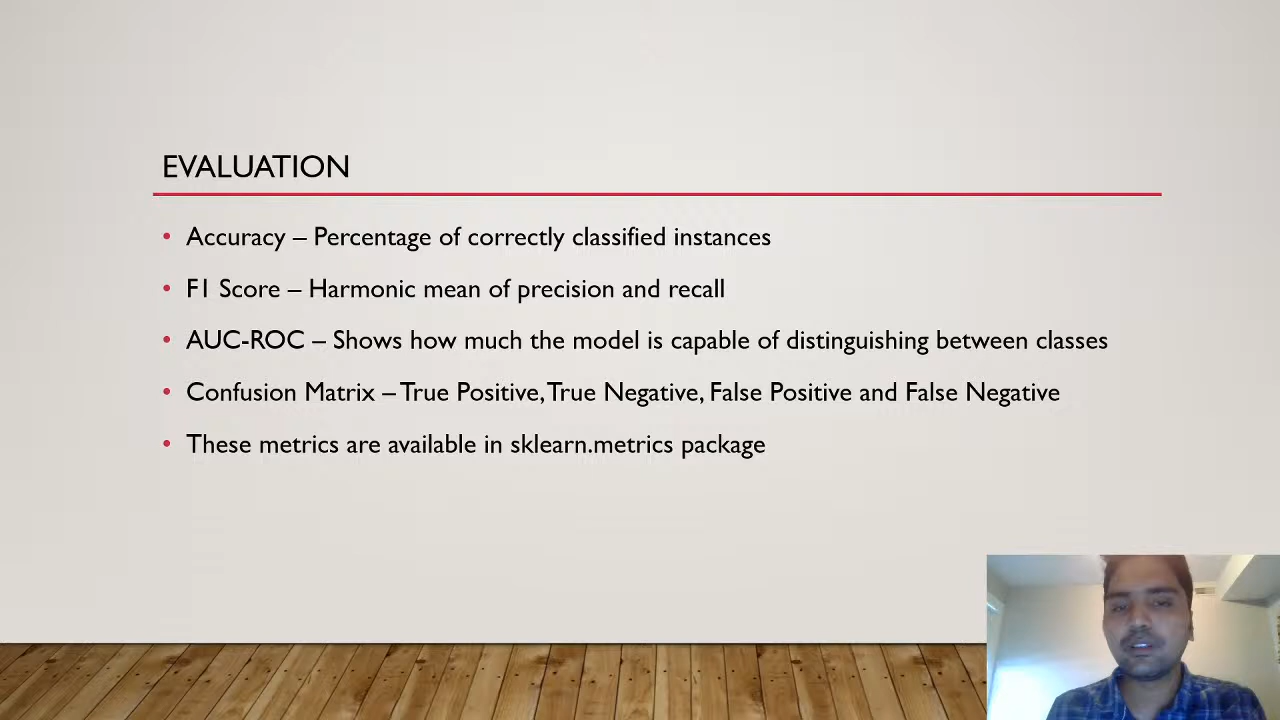 EVALUATION
• Accuracy – Percentage of correctly classified instances
• F1 Score – Harmonic mean of precision and recall
• AUC-ROC – Shows how much the model is capable of distinguishing between classes
• Confusion Matrix – True Positive, True Negative, False Positive and False Negative
• These metrics are available in sklearn.metrics package